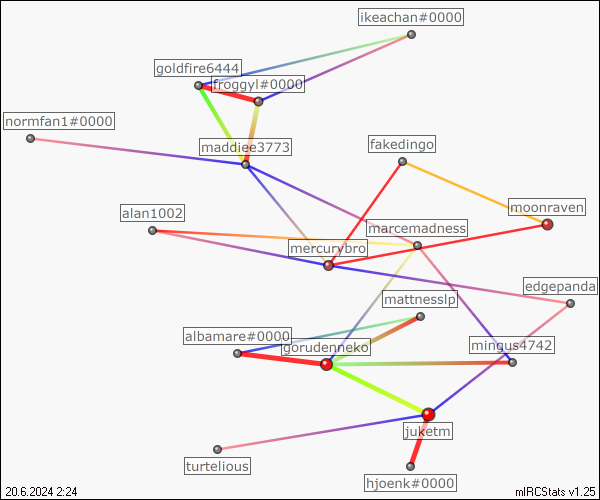 ikeachan#0000
goldfire6444
froggyl#0000
normfan1#0000
maddiee3773
fakedingo
alan1002
moonraven
marcemadness
mercurybro
edgepanda
mattnesslp
albamare#0000
gorudenneko
mingus4742
juketm
turtelious
hjoenk#0000
20.6.2024 2:24
mIRCStats v1.25